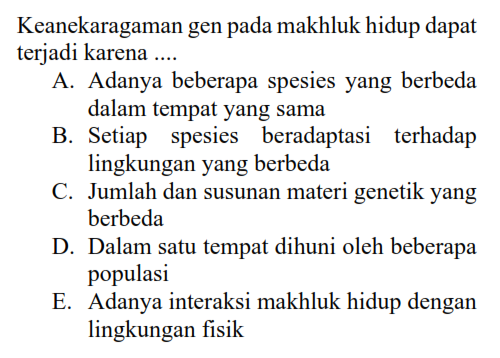 Keanekaragaman gen pada makhluk hidup dapat
terjadi karena ....
A. Adanya beberapa spesies yang berbeda
dalam tempat yang sama
B. Setiap spesies beradaptasi terhadap
lingkungan yang berbeda
C. Jumlah dan susunan materi genetik yang
berbeda
D. Dalam satu tempat dihuni oleh beberapa
populasi
E. Adanya interaksi makhluk hidup dengan
lingkungan fisik